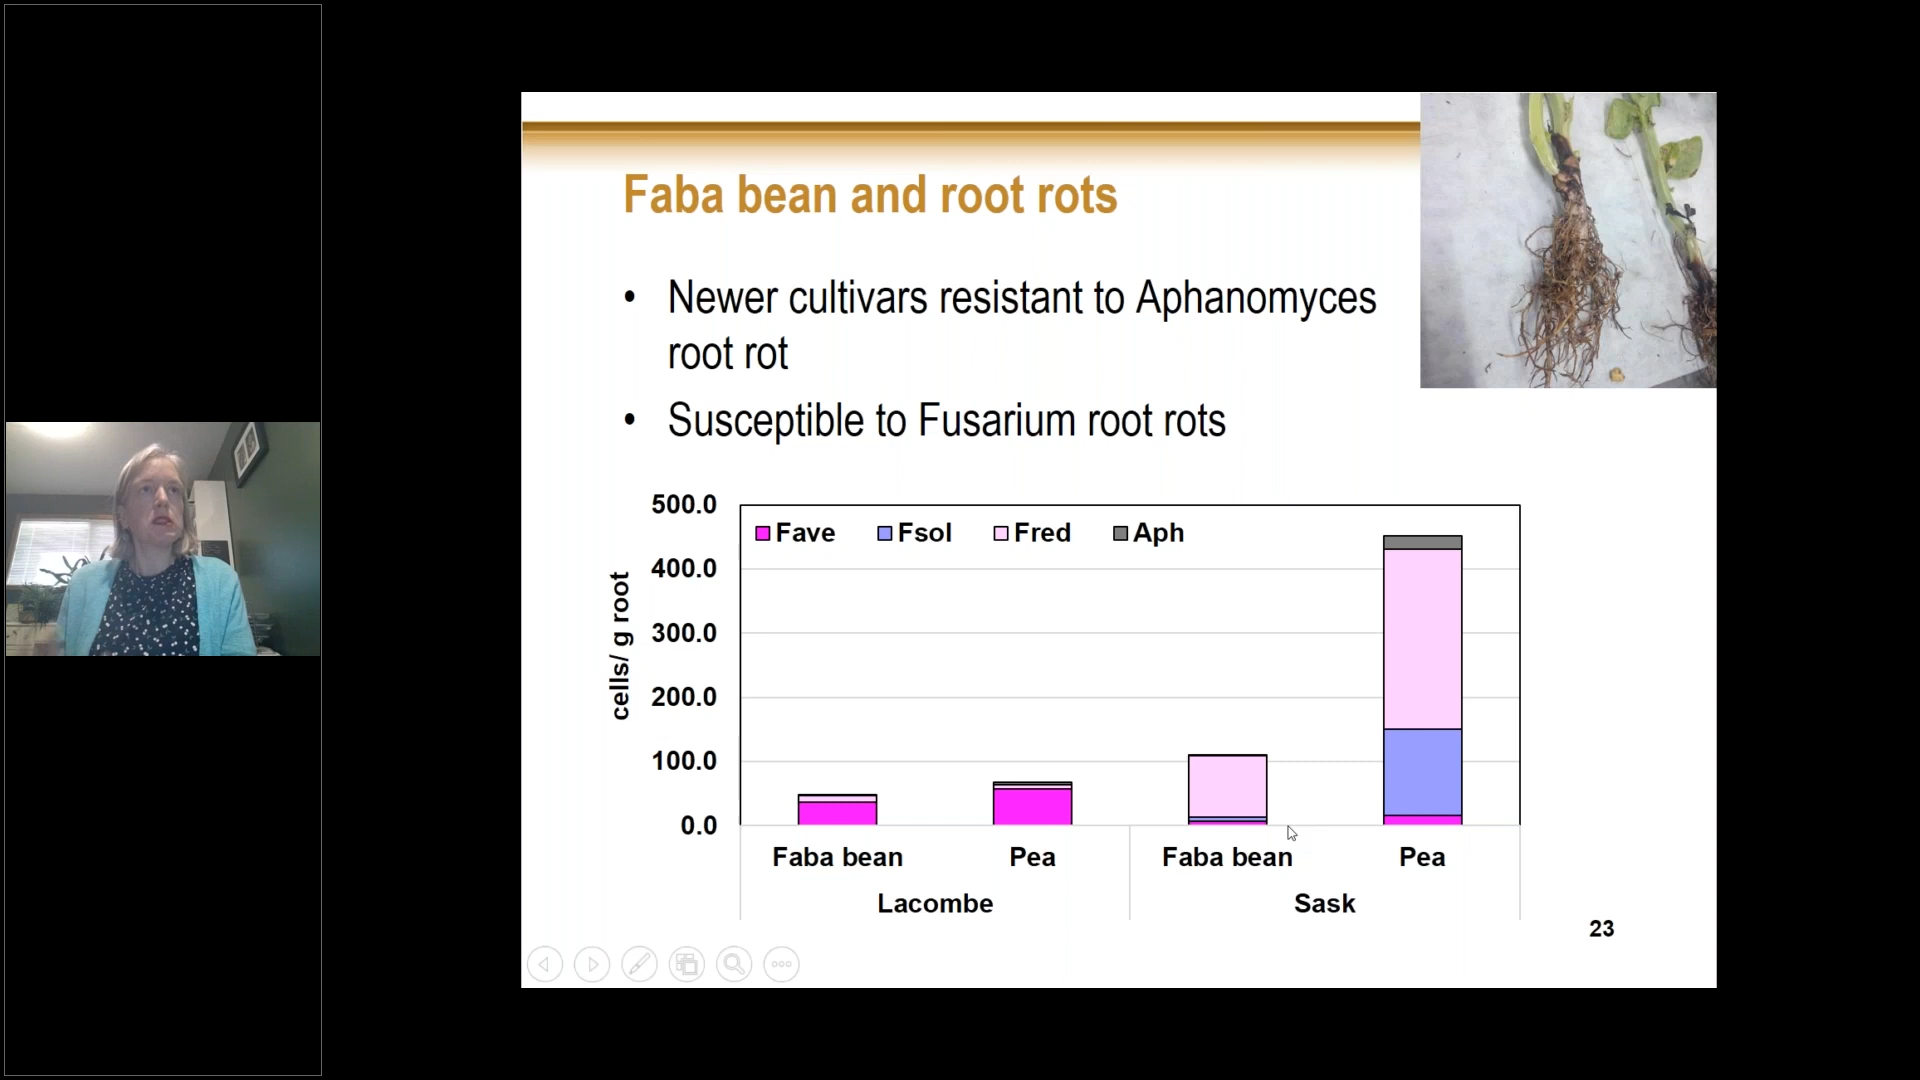 Faba bean and root rots
• Newer cultivars resistant to Aphanomyces
root rot
• Susceptible to Fusarium root rots
500.0
400.0
300.0
200.0
100.0
0.0
cells/ g root
Fave Fsol Fred Aph
Faba bean Pea Faba bean Pea
Lacombe Sask
23